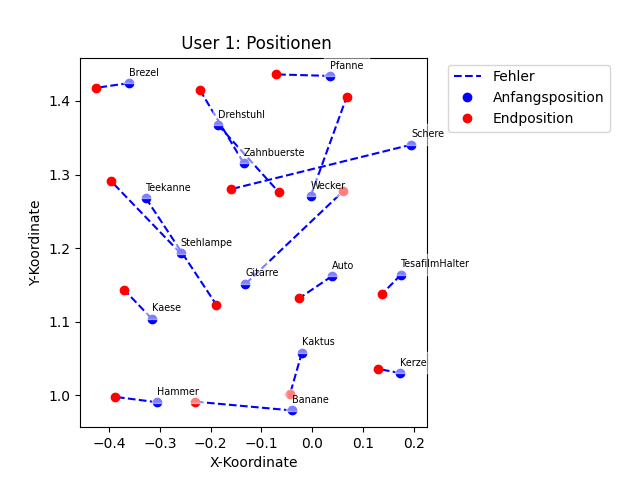 User 1: Positionen
Y-Koordinate
1.4
1.3
1.2
1.1
1.0
Brezel
Pfanne
Drehstuhl
Schere
Zahnbuerste
Teekanne
Wecker
Stehlampe
Gitarre
Auto
TesafilmHalter
Kaese
Kaktus
Kerze
Hammer
Banane
−0.4
−0.3
−0.2
−0.1
0.0
0.1
0.2
X-Koordinate
Fehler
Anfangsposition
Endposition